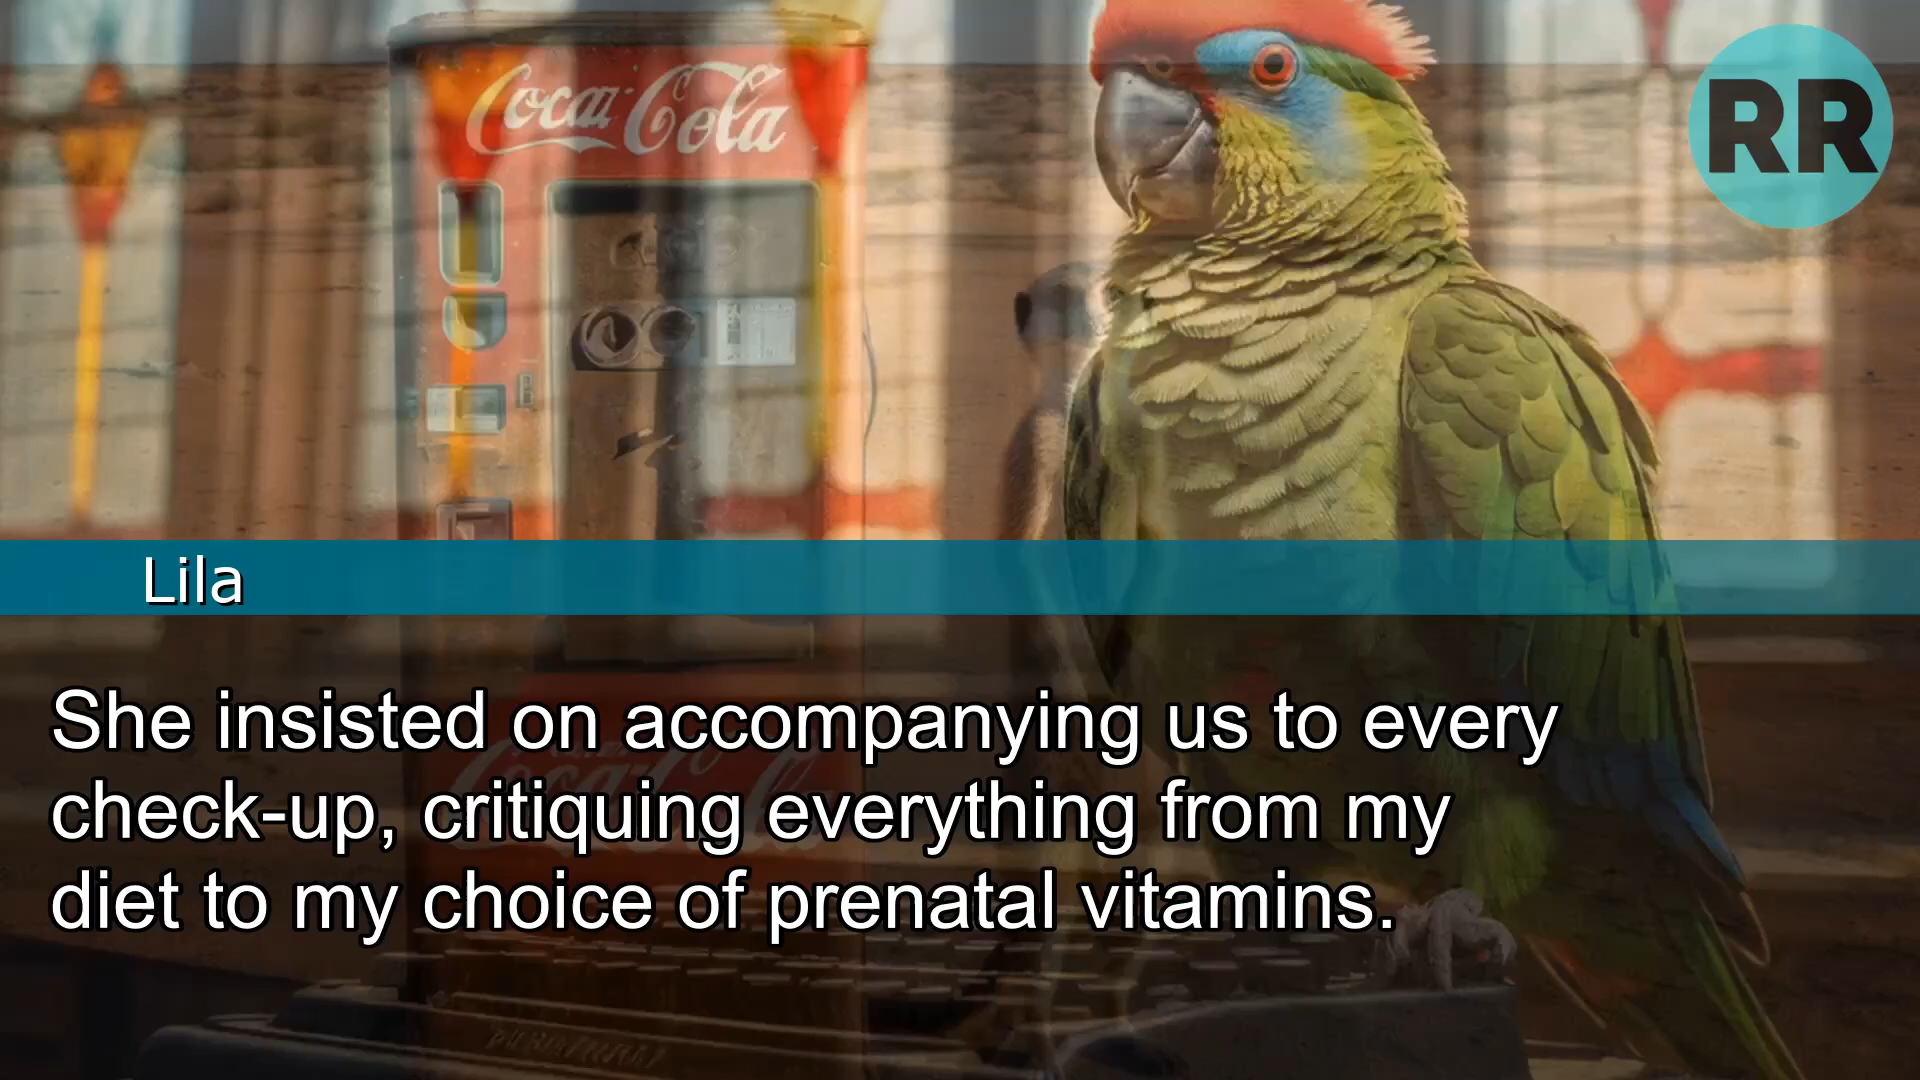 Coca-Cola
RR
Lila
She insisted on accompanying us to every
check-up, critiquing everything from my
diet to my choice of prenatal vitamins.